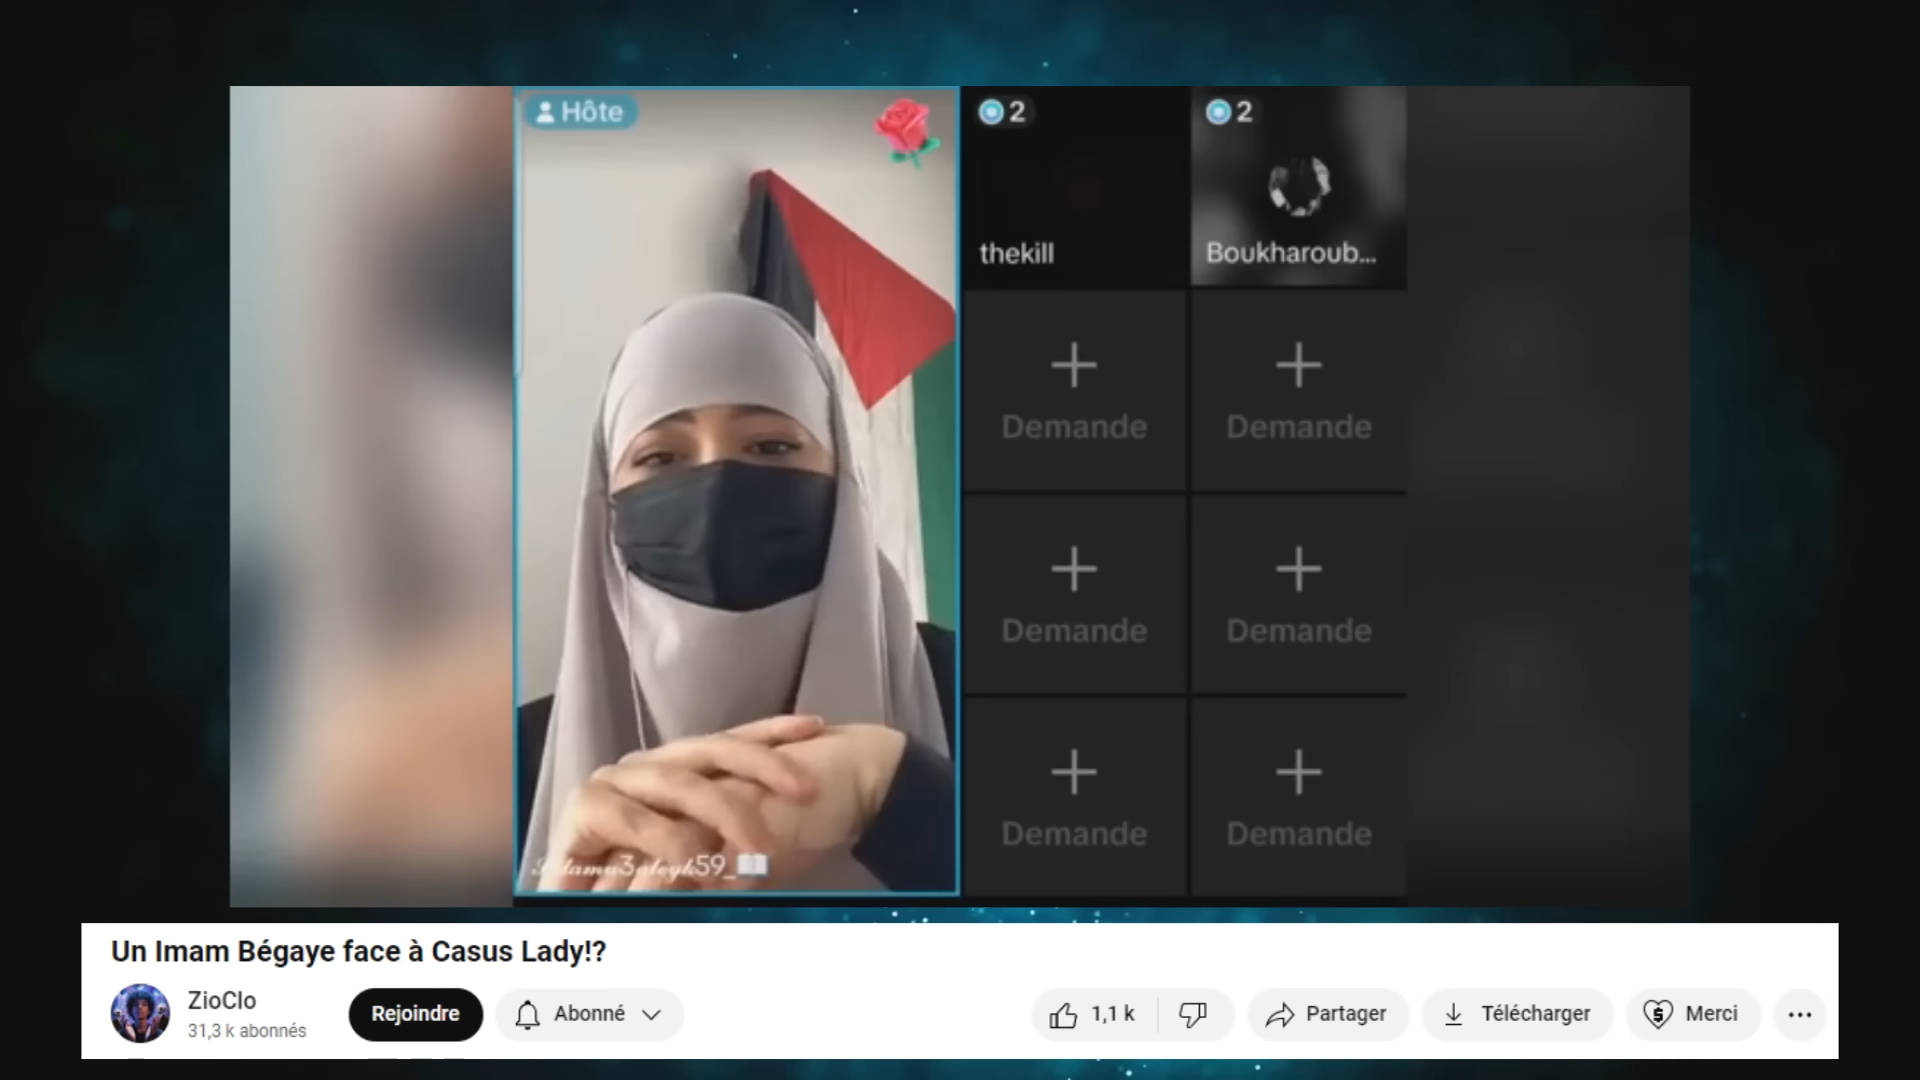 Hôte
2
2
thekill
Boukharoub...
Demande
Demande
Demande
Demande
Demande
Demande
59_
Un Imam Bégaye face à Casus Lady!?
ZioClo
31,3 k abonnés
Rejoindre
Abonné
1,1 k
Partager
Télécharger
Merci